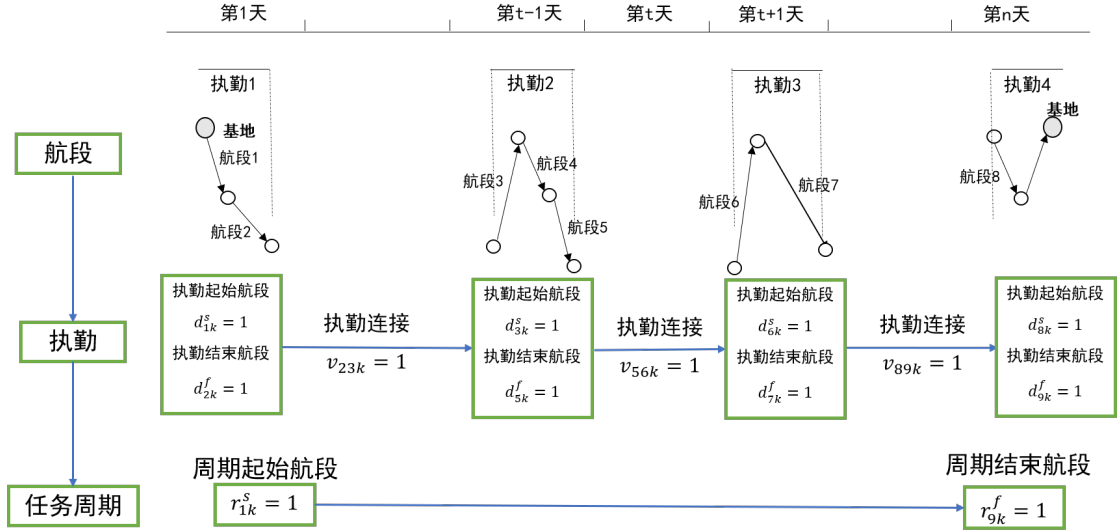 第1天
第t-1天
第t天
第t+1天
第n天
执勤1
执勤2
执勤3
执勤4
基地
基地
航段
航段1
航段2
航段3
航段4
航段5
航段6
航段7
航段8
执勤
执勤起始航段
d^s_{1k} = 1
执勤结束航段
d^f_{2k} = 1
执勤连接
v_{23k} = 1
执勤起始航段
d^s_{3k} = 1
执勤结束航段
d^f_{5k} = 1
执勤连接
v_{56k} = 1
执勤起始航段
d^s_{6k} = 1
执勤结束航段
d^f_{7k} = 1
执勤连接
v_{89k} = 1
执勤起始航段
d^s_{8k} = 1
执勤结束航段
d^f_{9k} = 1
任务周期
周期起始航段
r^s_{1k} = 1
周期结束航段
r^f_{9k} = 1